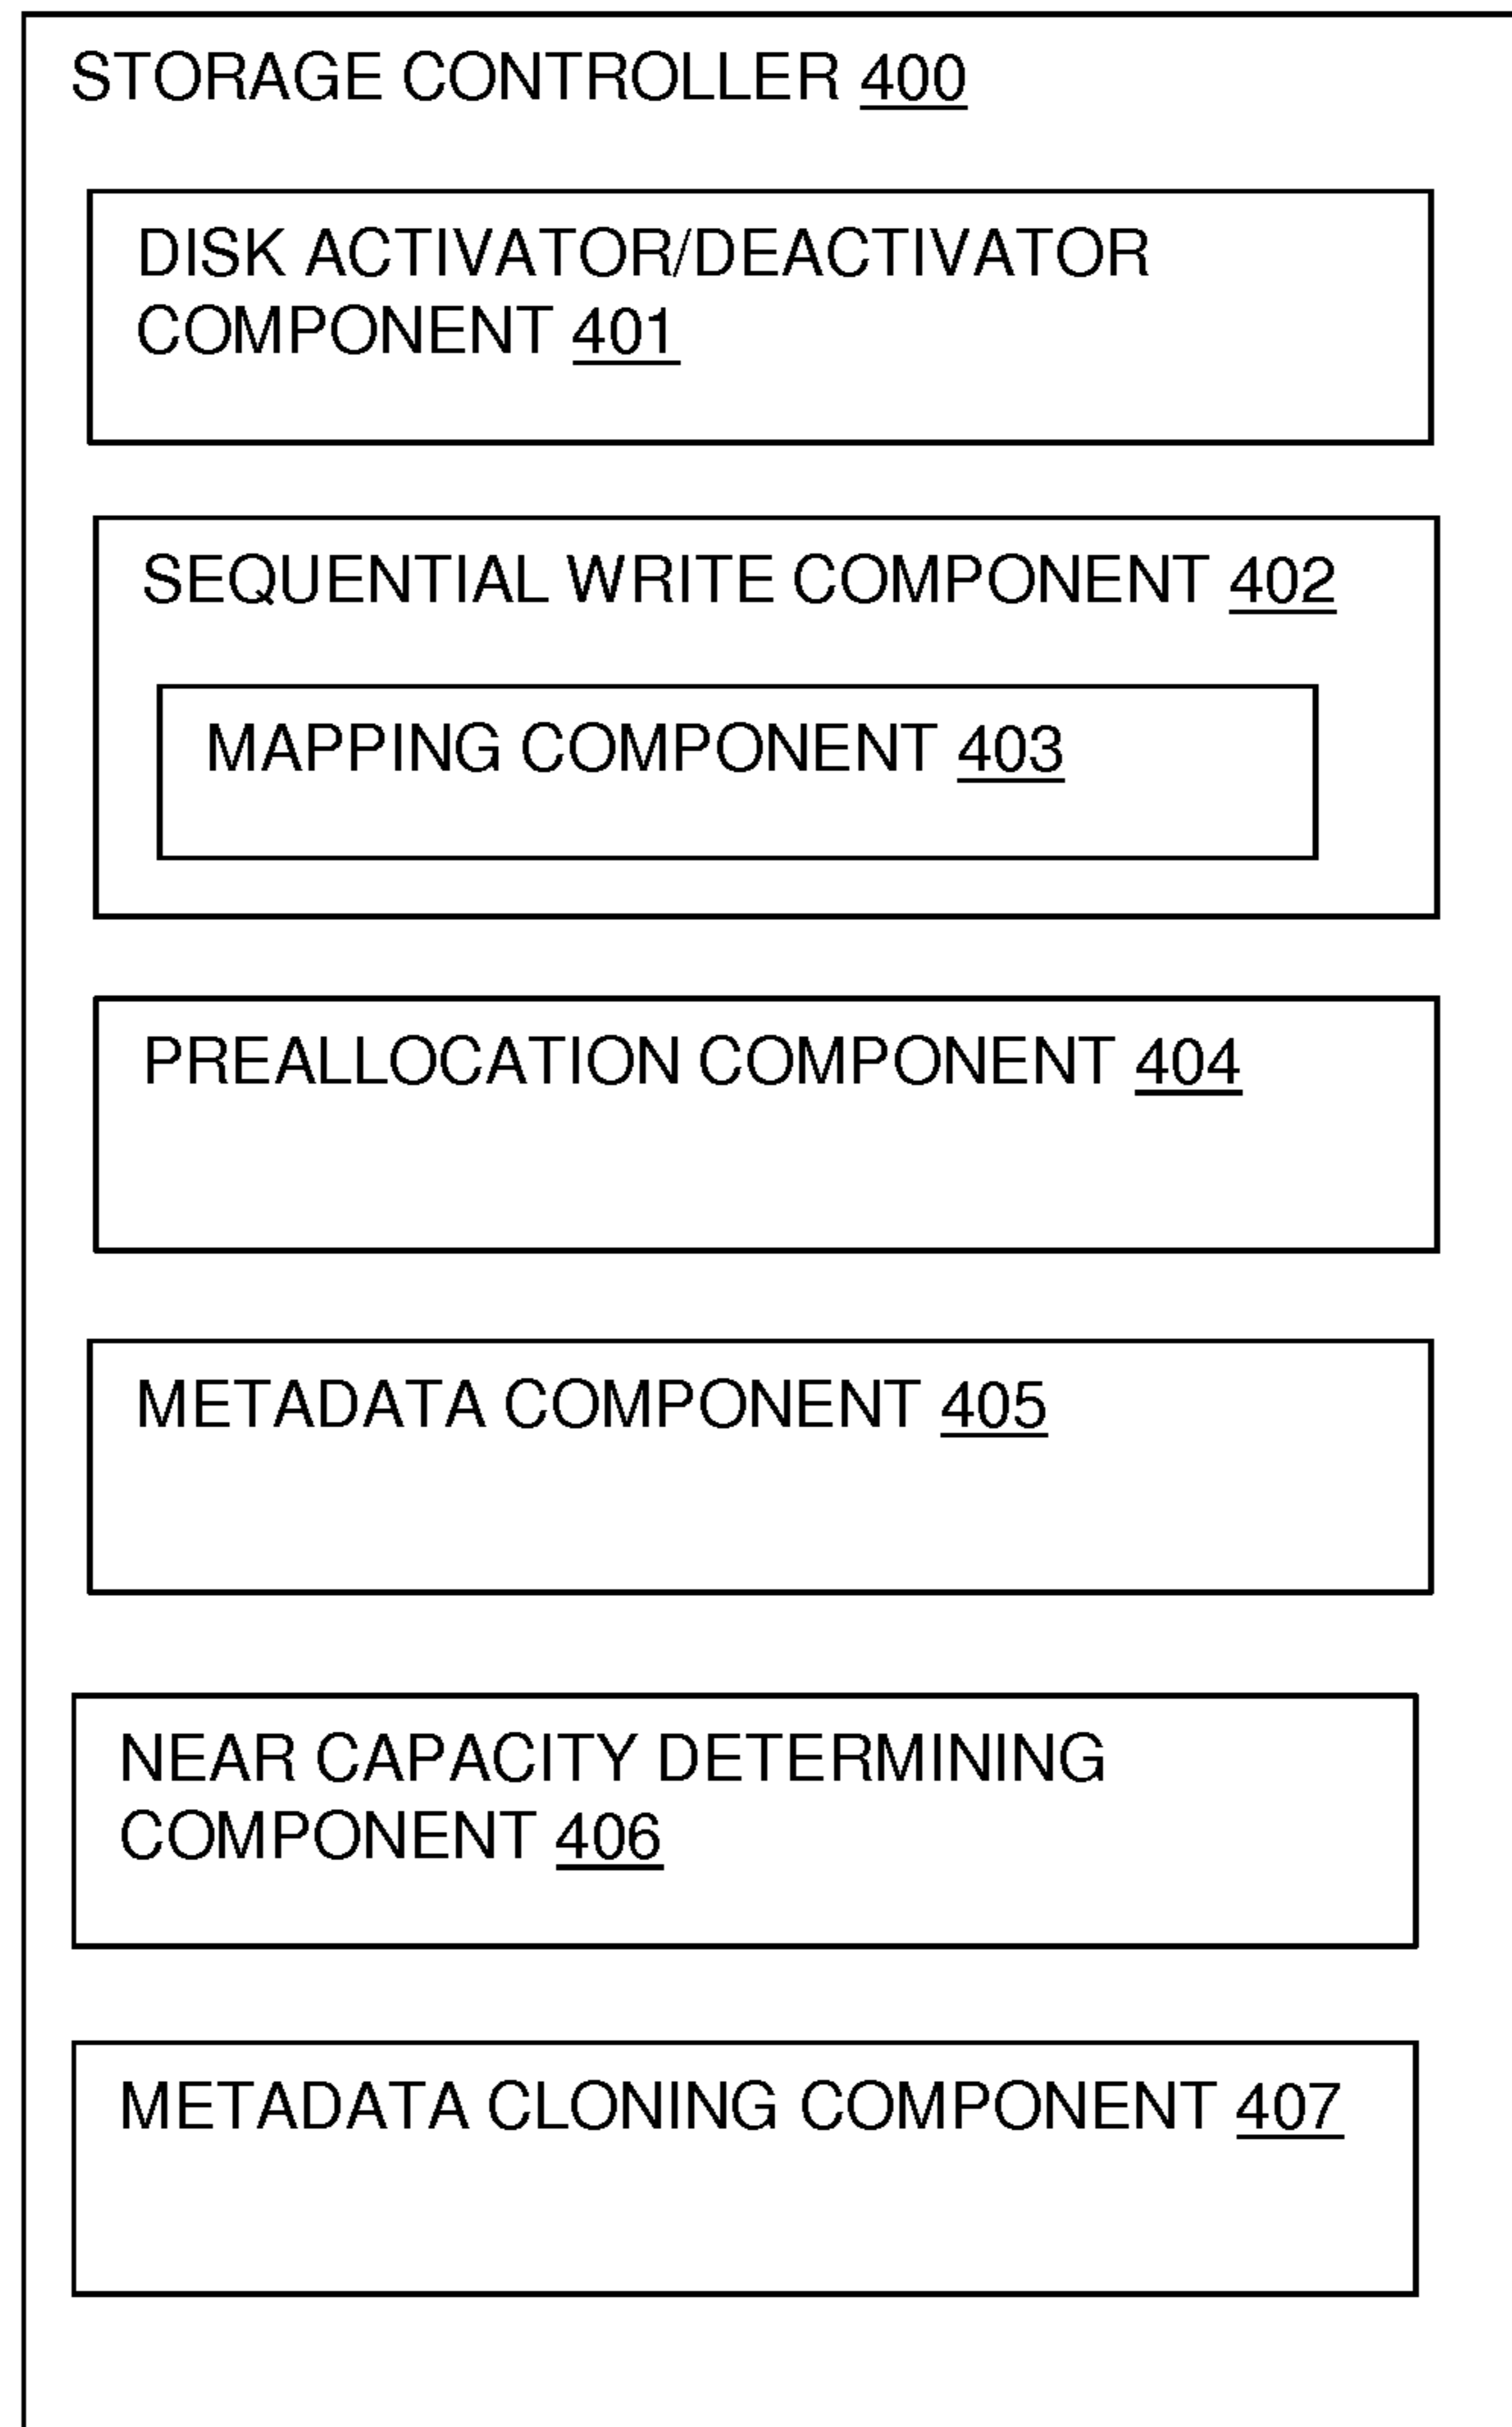 STORAGE CONTROLLER 400
DISK ACTIVATOR/DEACTIVATOR
COMPONENT 401
SEQUENTIAL WRITE COMPONENT 402
MAPPING COMPONENT 403
PREALLOCATION COMPONENT 404
METADATA COMPONENT 405
NEAR CAPACITY DETERMINING
COMPONENT 406
METADATA CLONING COMPONENT 407